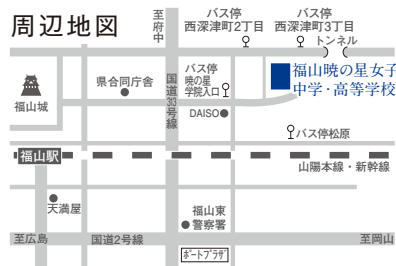 周辺地図
至府中
バス停
西深津町2丁目
バス停
西深津町3丁目
トンネル
福山暁の星女子
中学・高等学校
県合同庁舎
国道313号線
バス停
暁の星
学院入口
福山城
DAISO
バス停松原
福山駅
山陽本線・新幹線
天満屋
福山東
警察署
至広島
国道2号線
至岡山
ポートプラザ